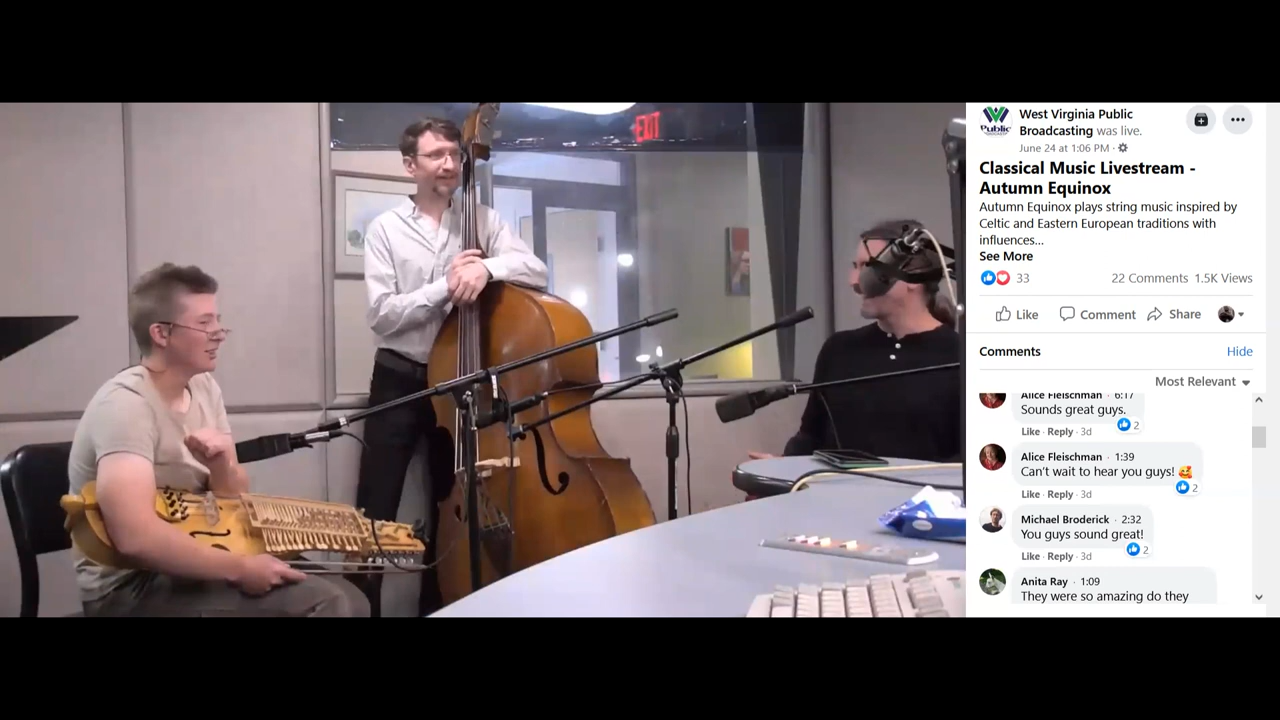 EXIT
Public
West Virginia Public
Broadcasting was live.
June 24 at 1:06 PM ·
Classical Music Livestream -
Autumn Equinox
Autumn Equinox plays string music inspired by
Celtic and Eastern European traditions with
influences...
See More
33
22 Comments 1.5K Views
Like
Comment
Share
Comments
Hide
Most Relevant
Alice Fleischman · 6:17
Sounds great guys.
2
Like · Reply · 3d
Alice Fleischman · 1:39
Can't wait to hear you guys! 🥰
2
Like · Reply · 3d
Michael Broderick · 2:32
You guys sound great!
2
Like · Reply · 3d
Anita Ray · 1:09
They were so amazing do they